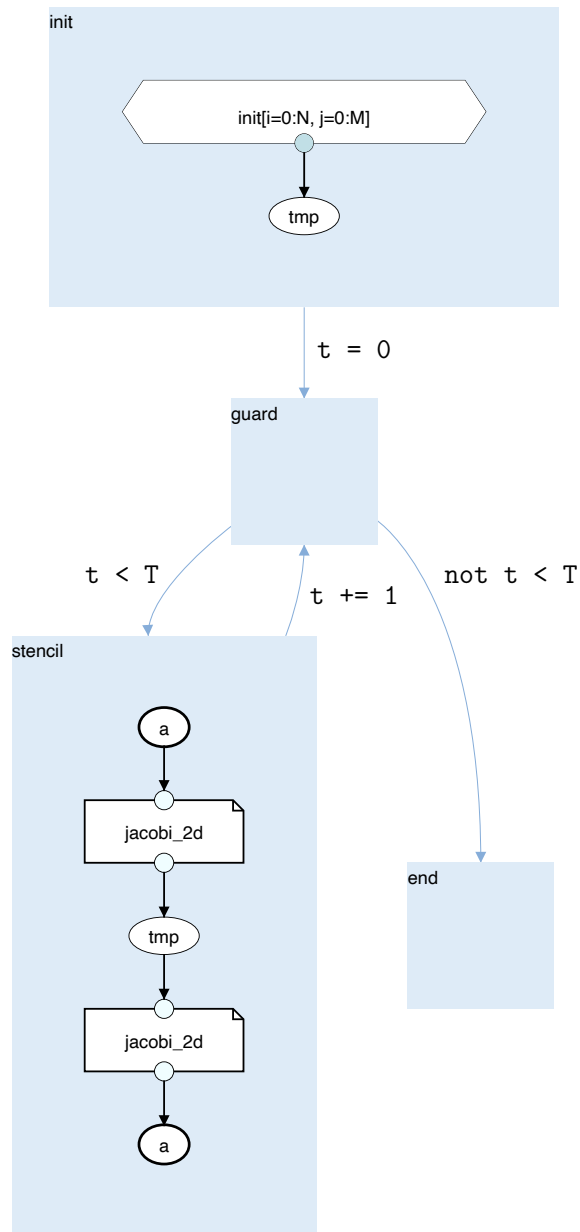 init
init[i=0:N, j=0:M]
tmp
t = 0
guard
t < T
t += 1
not t < T
stencil
a
jacobi_2d
end
tmp
jacobi_2d
a